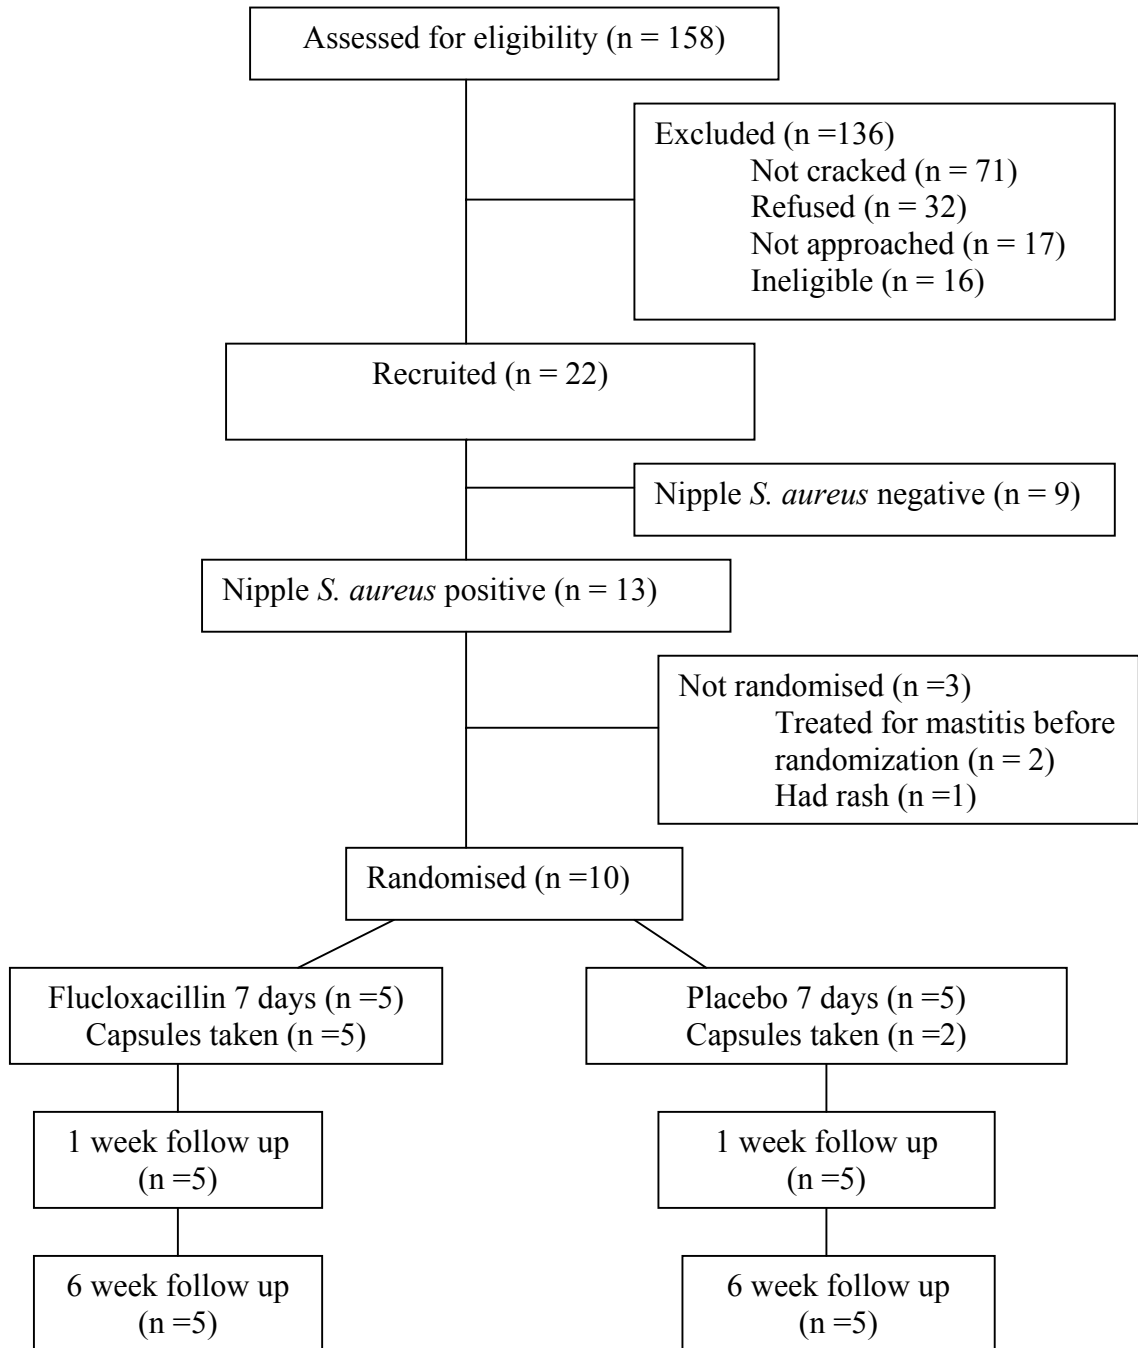 Assessed for eligibility (n = 158)
Excluded (n =136)
Not cracked (n = 71)
Refused (n = 32)
Not approached (n = 17)
Ineligible (n = 16)
Recruited (n = 22)
Nipple S. aureus negative (n = 9)
Nipple S. aureus positive (n = 13)
Not randomised (n =3)
Treated for mastitis before
randomization (n = 2)
Had rash (n =1)
Randomised (n =10)
Flucloxacillin 7 days (n =5)
Capsules taken (n =5)
Placebo 7 days (n =5)
Capsules taken (n =2)
1 week follow up
(n =5)
1 week follow up
(n =5)
6 week follow up
(n =5)
6 week follow up
(n =5)